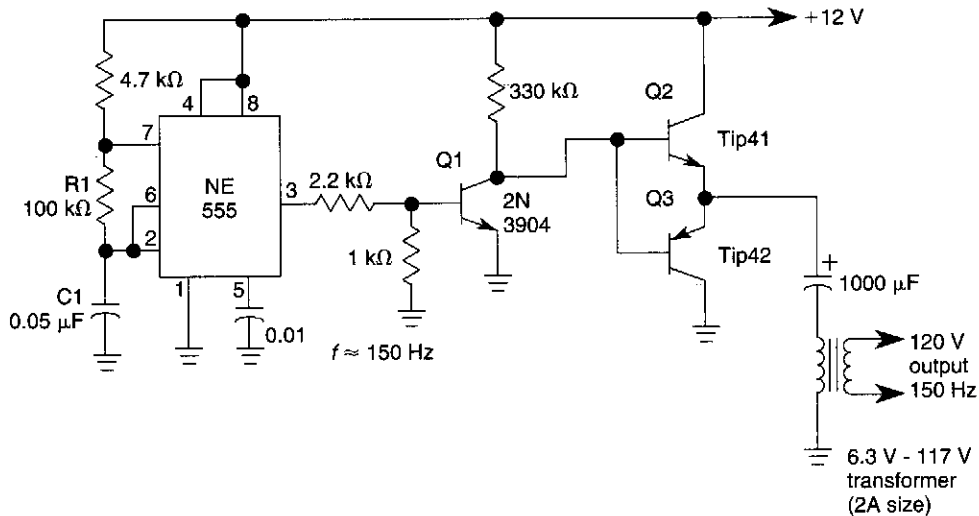 +12 V
4.7 kΩ
4
8
330 kΩ
Q2
7
Tip41
Q1
R1
100 kΩ
NE
555
3
2.2 kΩ
6
2
2N
3904
Q3
Tip42
1 kΩ
+
1000 μF
C1
0.05 μF
1
5
0.01
f ≈ 150 Hz
120 V
output
150 Hz
6.3 V - 117 V
transformer
(2A size)